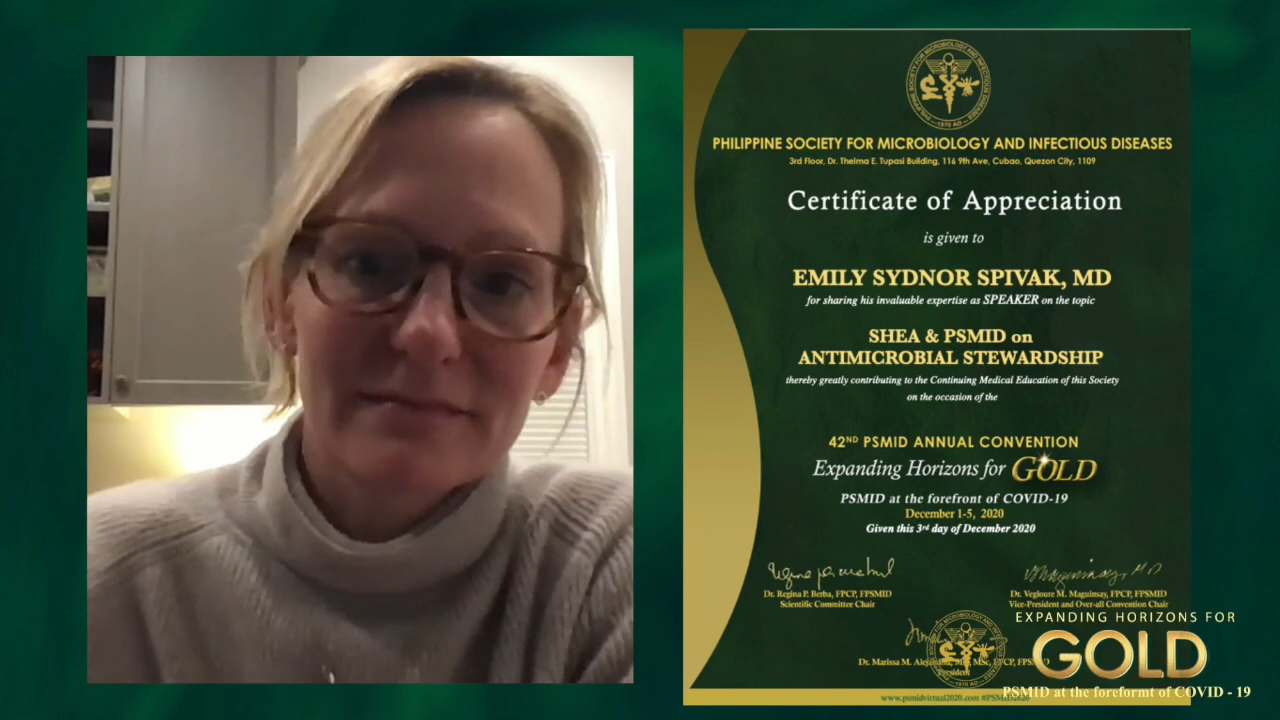 PHILIPPINE SOCIETY FOR MICROBIOLOGY AND INFECTIOUS DISEASES
3rd Floor, Dr. Thelma E. Tupasi Building, 116 9th Ave, Cubao, Quezon City, 1109
Certificate of Appreciation
is given to
EMILY SYDNOR SPIVAK, MD
for sharing his invaluable expertise as SPEAKER on the topic
SHEA & PSMID on
ANTIMICROBIAL STEWARDSHIP
thereby greatly contributing to the Continuing Medical Education of this Society
on the occasion of the
42ND PSMID ANNUAL CONVENTION
Expanding Horizons for GOLD
PSMID at the forefront of COVID-19
December 1-5, 2020
Given this 3rd day of December 2020
Dr. Regina P. Berba, FPCP, FPSMID
Scientific Committee Chair
Dr. Vegloure M. Maguinsay, FPCP, FPSMID
Vice-President and Over-all Convention Chair
Dr. Marissa M. MSc,
President
www.psmidvirtual2020.com
EXPANDING HORIZONS FOR
GOLD
PSMID at the foreformt of COVID - 19